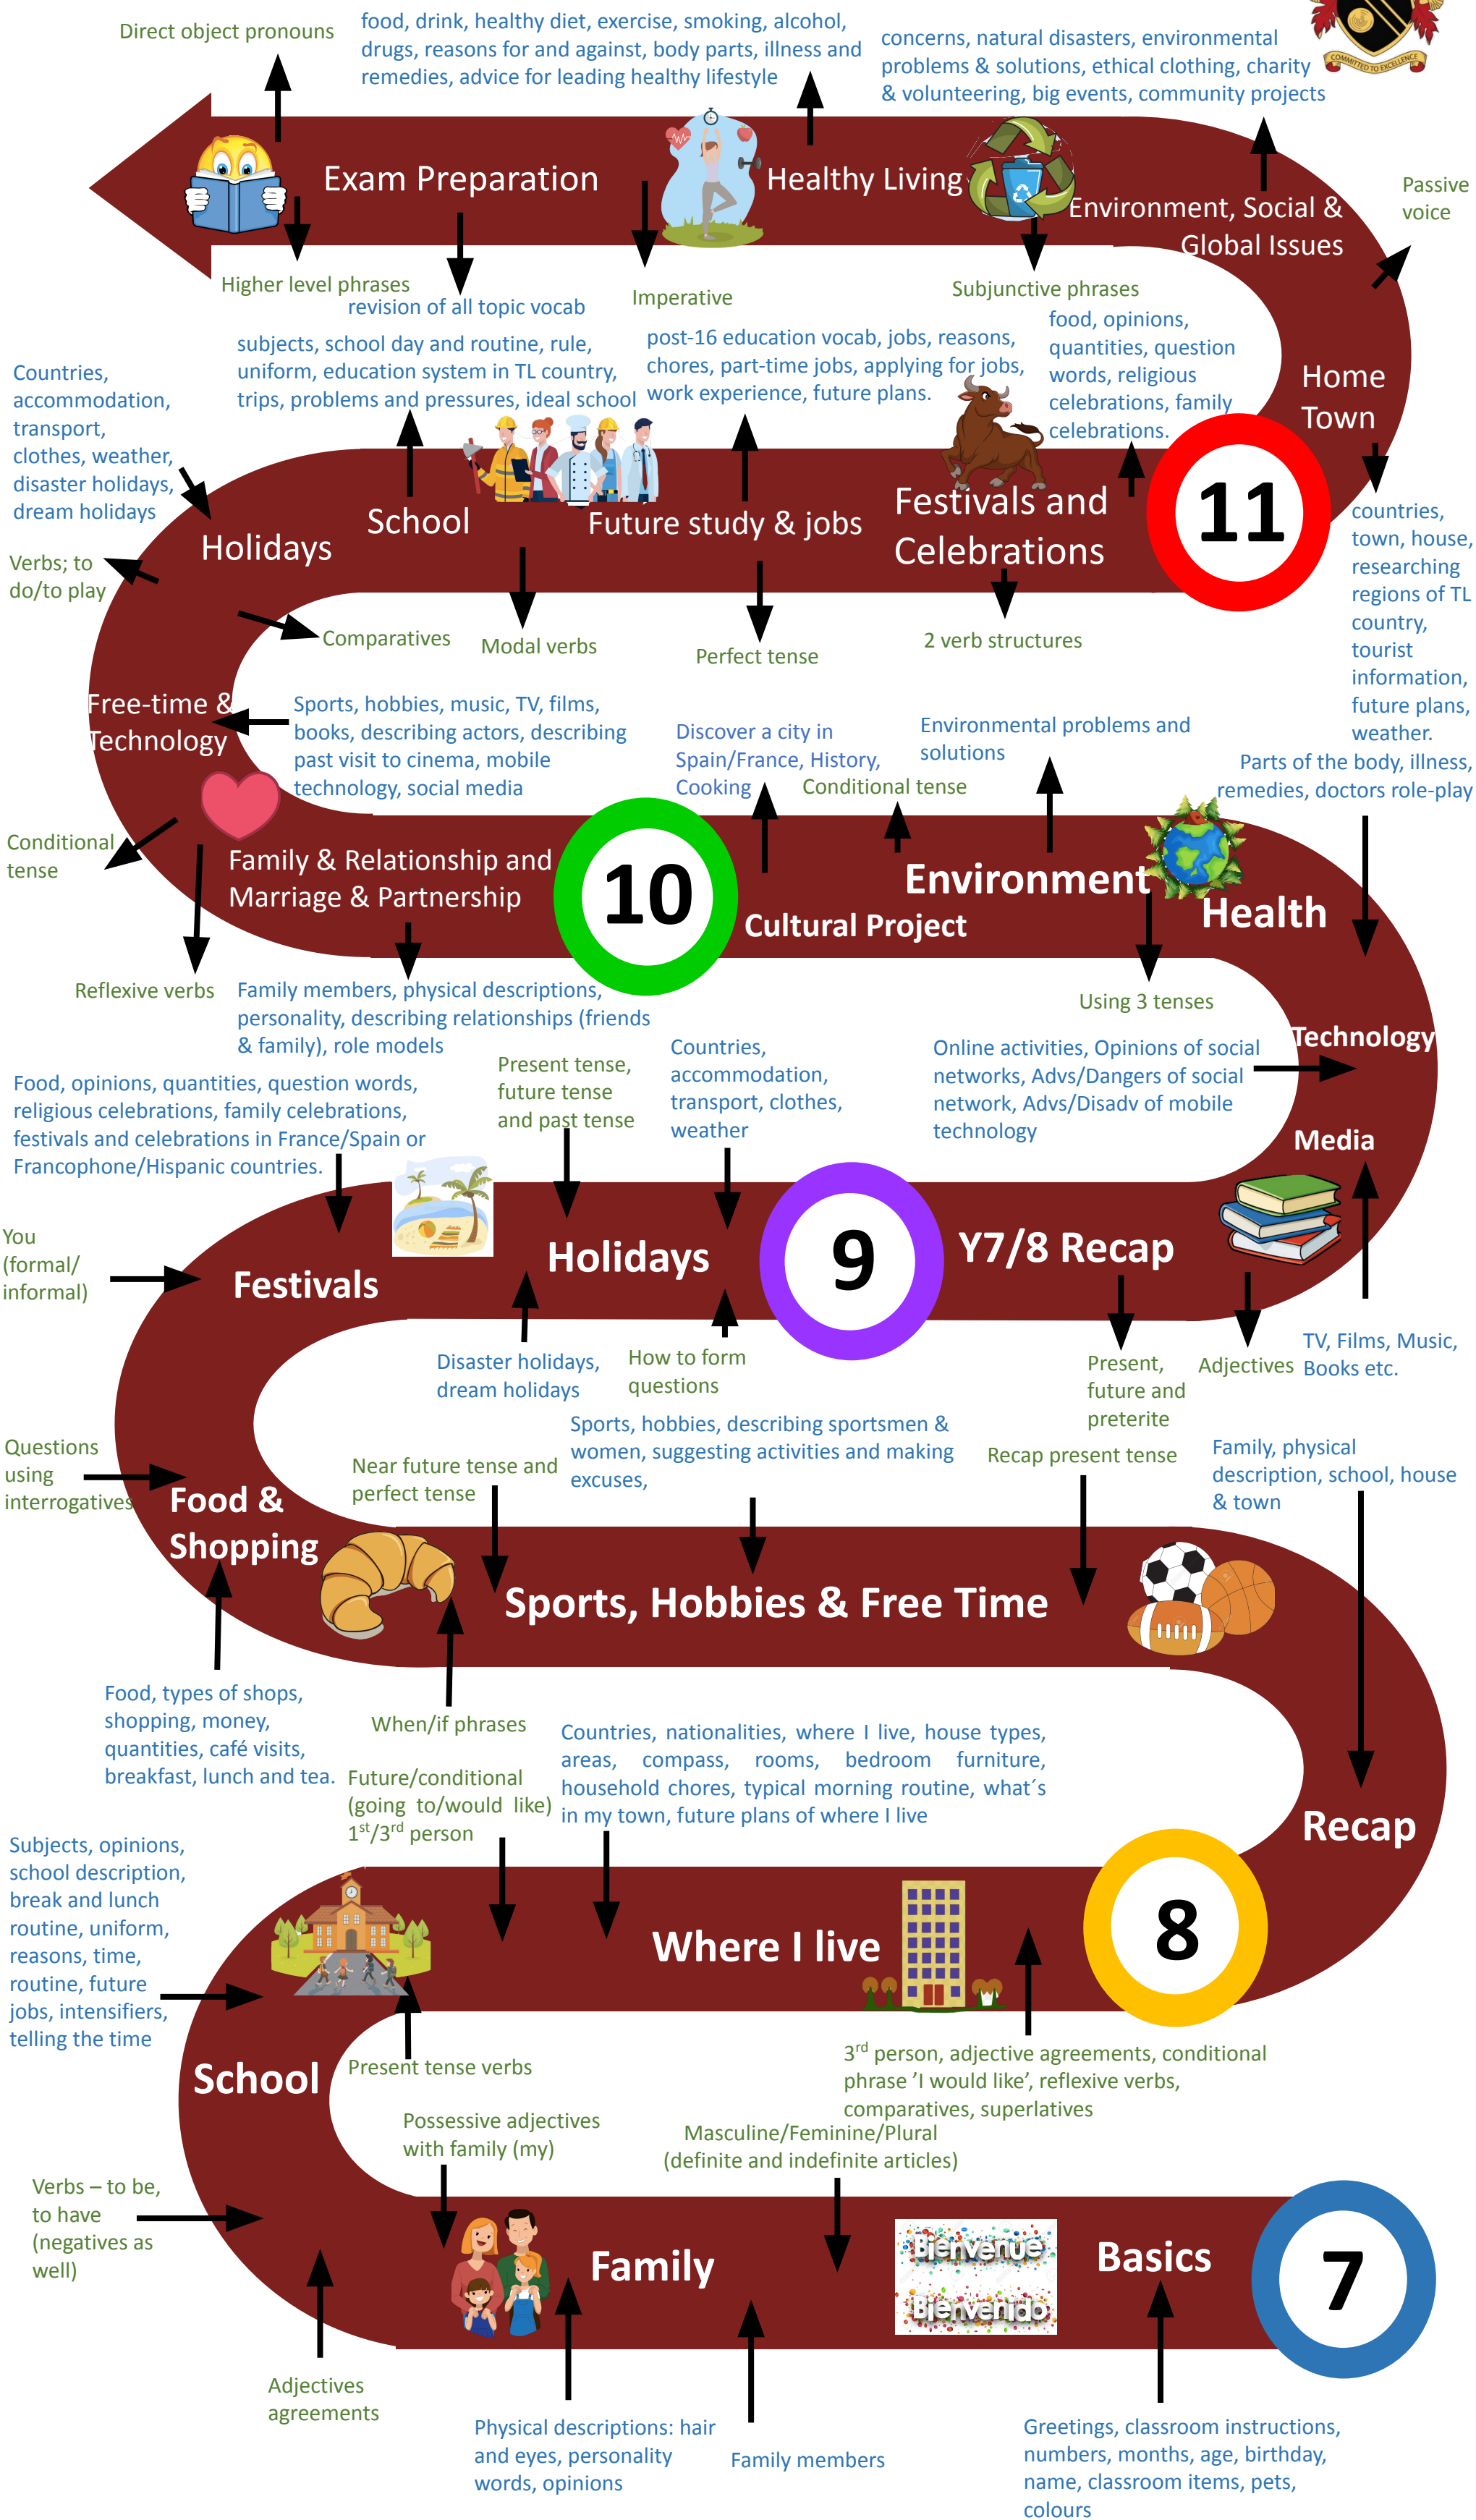 Direct object pronouns
food, drink, healthy diet, exercise, smoking, alcohol,
drugs, reasons for and against, body parts, illness and
remedies, advice for leading healthy lifestyle
concerns, natural disasters, environmental
problems & solutions, ethical clothing, charity
& volunteering, big events, community projects
COMMITTED TO EXCELLENCE
Exam Preparation
Healthy Living
Environment, Social &
Global Issues
Passive
voice
Higher level phrases
revision of all topic vocab
Imperative
Subjunctive phrases
subjects, school day and routine, rule,
uniform, education system in TL country,
trips, problems and pressures, ideal school
post-16 education vocab, jobs, reasons,
chores, part-time jobs, applying for jobs,
work experience, future plans.
food, opinions,
quantities, question
words, religious
celebrations, family
celebrations.
Home
Town
Countries,
accommodation,
transport,
clothes, weather,
disaster holidays,
dream holidays
Holidays
School
Future study & jobs
Festivals and
Celebrations
11
countries,
town, house,
researching
regions of TL
country,
tourist
information,
future plans,
weather.
Verbs; to
do/to play
Comparatives
Modal verbs
Perfect tense
2 verb structures
Free-time &
Technology
Sports, hobbies, music, TV, films,
books, describing actors, describing
past visit to cinema, mobile
technology, social media
Discover a city in
Spain/France, History,
Cooking
Conditional tense
Environmental problems and
solutions
Parts of the body, illness,
remedies, doctors role-play
Conditional
tense
Family & Relationship and
Marriage & Partnership
10
Cultural Project
Environment
Health
Reflexive verbs
Family members, physical descriptions,
personality, describing relationships (friends
& family), role models
Using 3 tenses
Technology
Online activities, Opinions of social
networks, Advs/Dangers of social
network, Advs/Disadv of mobile
technology
Media
Food, opinions, quantities, question words,
religious celebrations, family celebrations,
festivals and celebrations in France/Spain or
Francophone/Hispanic countries.
Present tense,
future tense
and past tense
Countries,
accommodation,
transport, clothes,
weather
You
(formal/
informal)
Festivals
Holidays
9
Y7/8 Recap
Disaster holidays,
dream holidays
How to form
questions
Present,
future and
preterite
Adjectives
TV, Films, Music,
Books etc.
Questions
using
interrogatives
Food &
Shopping
Near future tense and
perfect tense
Sports, hobbies, describing sportsmen &
women, suggesting activities and making
excuses,
Recap present tense
Family, physical
description, school, house
& town
Sports, Hobbies & Free Time
Food, types of shops,
shopping, money,
quantities, café visits,
breakfast, lunch and tea.
When/if phrases
Future/conditional
(going to/would like)
1st/3rd person
Countries, nationalities, where I live, house types,
areas, compass, rooms, bedroom furniture,
household chores, typical morning routine, what´s
in my town, future plans of where I live
Recap
Subjects, opinions,
school description,
break and lunch
routine, uniform,
reasons, time,
routine, future
jobs, intensifiers,
telling the time
Where I live
8
School
Present tense verbs
3rd person, adjective agreements, conditional
phrase ’I would like’, reflexive verbs,
comparatives, superlatives
Possessive adjectives
with family (my)
Masculine/Feminine/Plural
(definite and indefinite articles)
Verbs – to be,
to have
(negatives as
well)
Family
Bienvenue
Bienvenido
Basics
7
Adjectives
agreements
Physical descriptions: hair
and eyes, personality
words, opinions
Family members
Greetings, classroom instructions,
numbers, months, age, birthday,
name, classroom items, pets,
colours